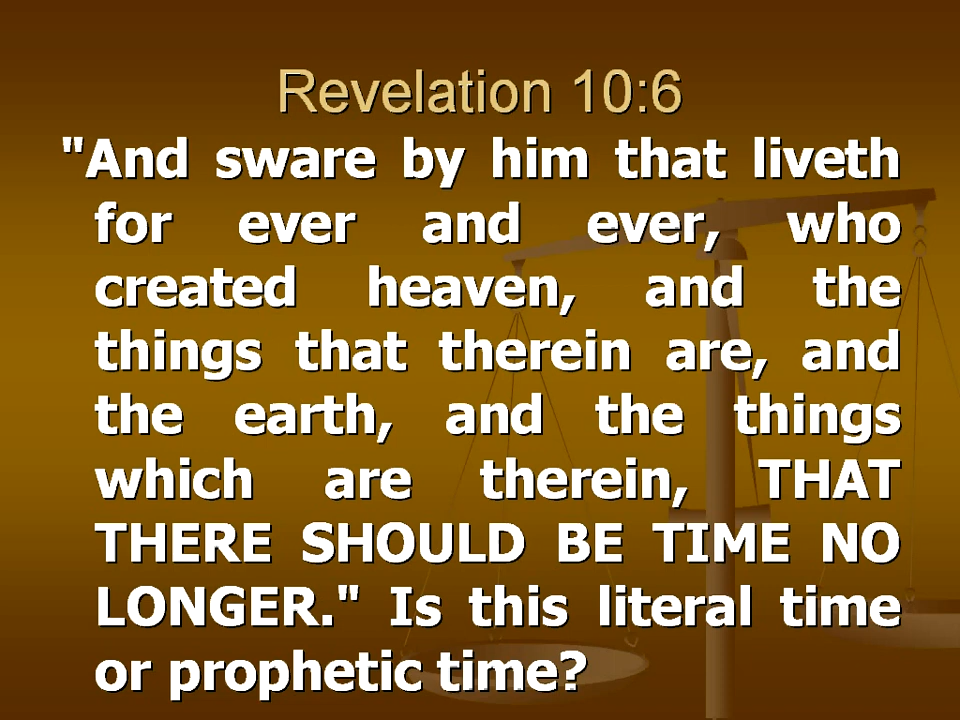 Revelation 10:6
"And sware by him that liveth
for ever and ever, who
created heaven, and the
things that therein are, and
the earth, and the things
which are therein, THAT
THERE SHOULD BE TIME NO
LONGER." Is this literal time
or prophetic time?